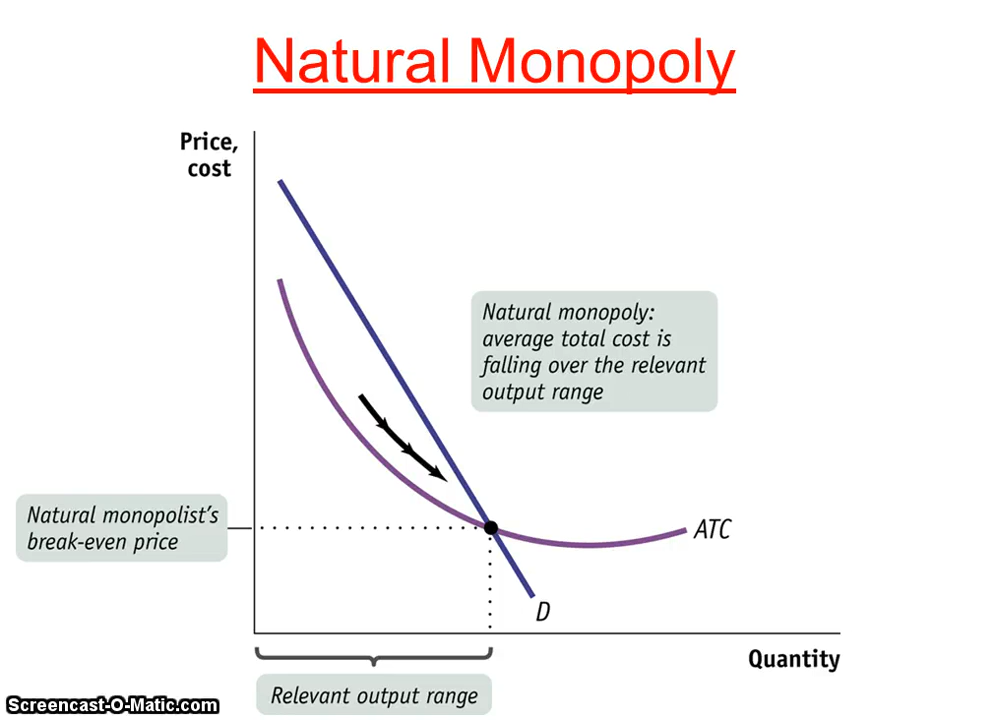 Natural Monopoly
Price,
cost
Natural monopoly:
average total cost is
falling over the relevant
output range
Natural monopolist's
break-even price
ATC
D
Quantity
Relevant output range
Screencast-O-Matic.com